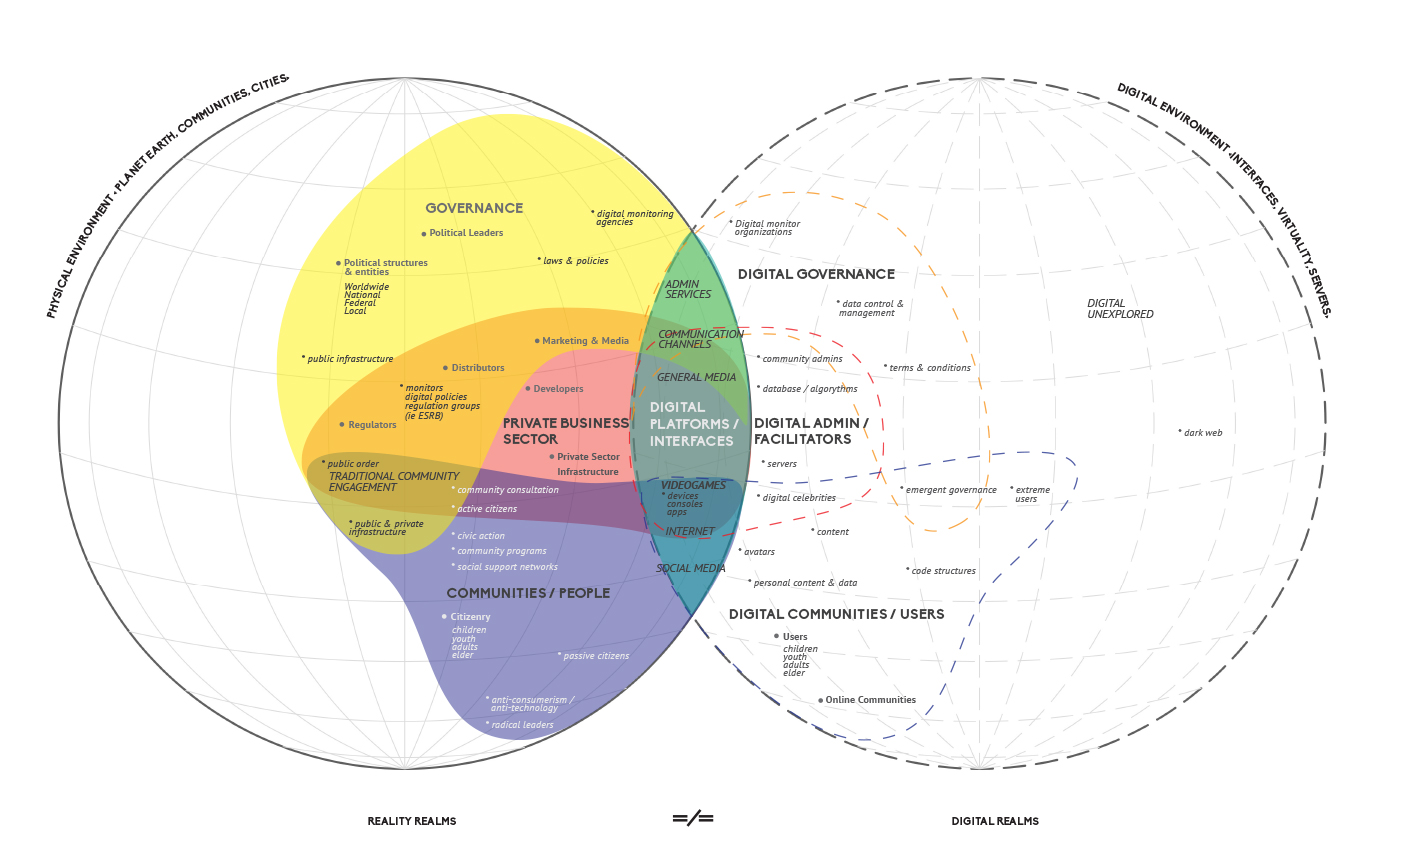 PHYSICAL ENVIRONMENT - PLANET EARTH, COMMUNITIES, CITIES.
DIGITAL ENVIRONMENT -INTERFACES, VIRTUALITY, SERVERS.
GOVERNANCE
• Political Leaders
• Political structures
& entities
Worldwide
National
Federal
Local
* digital monitoring
agencies
* laws & policies
* public infrastructure
• Marketing & Media
• Distributors
* monitors
digital policies
regulation groups
(ie ESRB)
• Developers
• Regulators
PRIVATE BUSINESS
SECTOR
• Private Sector
Infrastructure
* public order
TRADITIONAL COMMUNITY
ENGAGEMENT
* public & private
infrastructure
* community consultation
* active citizens
* civic action
* community programs
* social support networks
COMMUNITIES / PEOPLE
• Citizenry
children
youth
adults
elder
* passive citizens
* anti-consumerism /
anti-technology
* radical leaders
ADMIN
SERVICES
COMMUNICATION
CHANNELS
GENERAL MEDIA
DIGITAL
PLATFORMS /
INTERFACES
VIDEOGAMES
* devices
consoles
apps
INTERNET
SOCIAL MEDIA
* Digital monitor
organizations
DIGITAL GOVERNANCE
* data control &
management
DIGITAL
UNEXPLORED
* community admins
* terms & conditions
* database / algorythms
DIGITAL ADMIN /
FACILITATORS
* dark web
* servers
* digital celebrities
* emergent governance
* extreme
users
* content
* avatars
* code structures
* personal content & data
DIGITAL COMMUNITIES / USERS
• Users
children
youth
adults
elder
• Online Communities
REALITY REALMS
=/=
DIGITAL REALMS